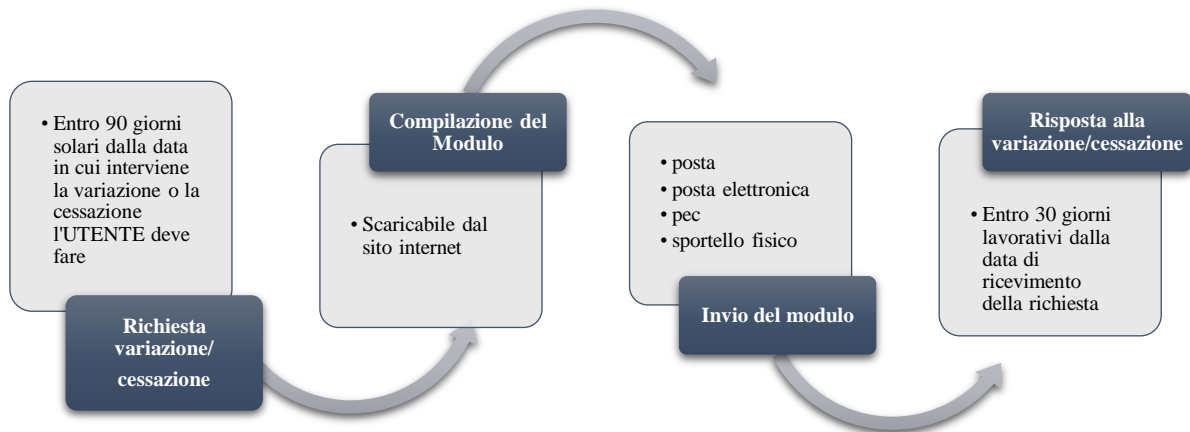 • Entro 90 giorni
solari dalla data
in cui interviene
la variazione o la
cessazione
l'UTENTE deve
fare
Richiesta
variazione/
cessazione
Compilazione del
Modulo
• Scaricabile dal
sito internet
• posta
• posta elettronica
• pec
• sportello fisico
Invio del modulo
Risposta alla
variazione/cessazione
• Entro 30 giorni
lavorativi dalla
data di
ricevimento
della richiesta